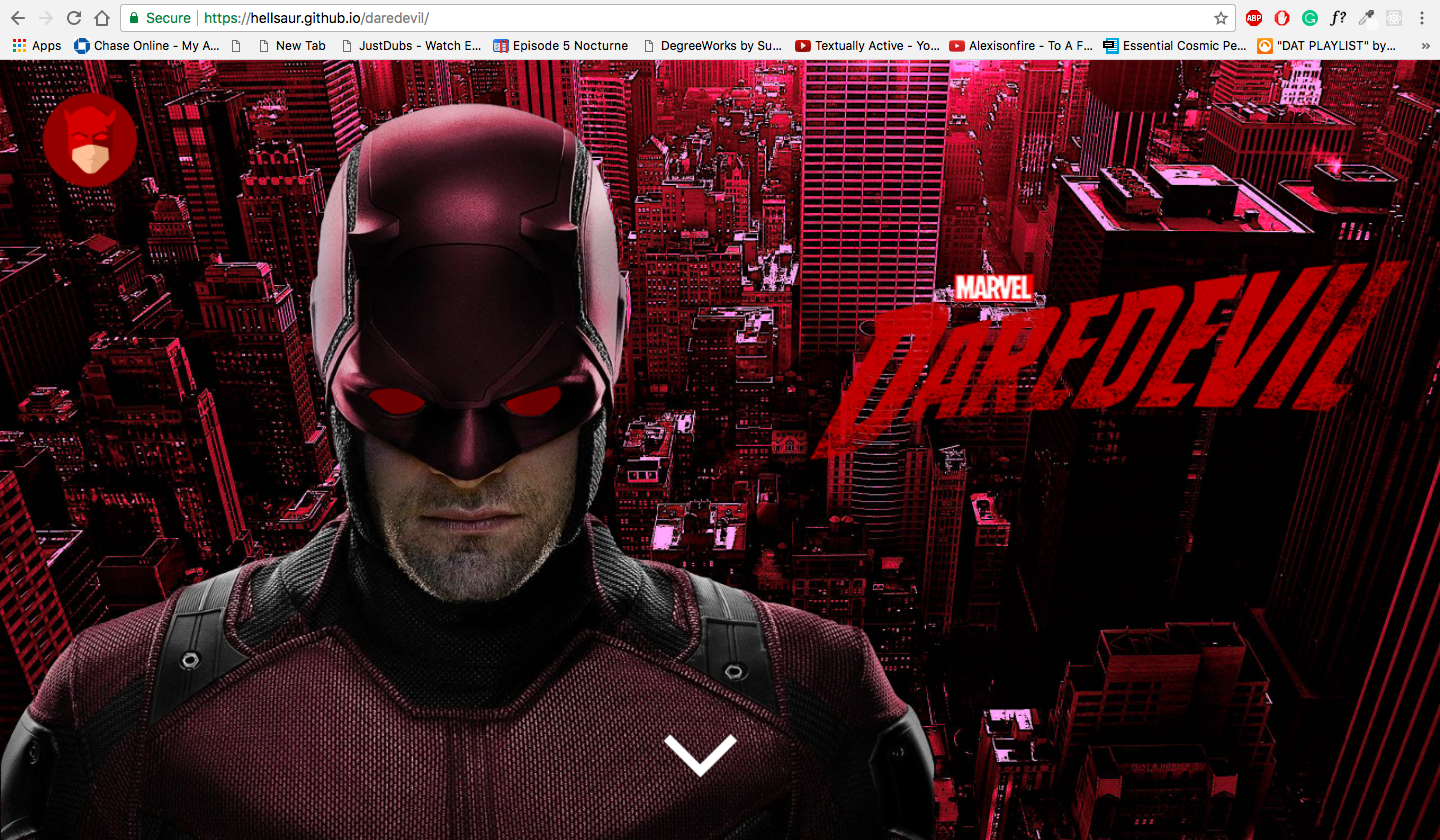 Secure https://hellsaur.github.io/daredevil/ ABP f?
Apps Chase Online - My A... New Tab JustDubs - Watch E... Episode 5 Nocturne DegreeWorks by Su... Textually Active - Yo... Alexisonfire - To A F... Essential Cosmic Pe... "DAT PLAYLIST" by... »
MARVEL
DAREDEVIL